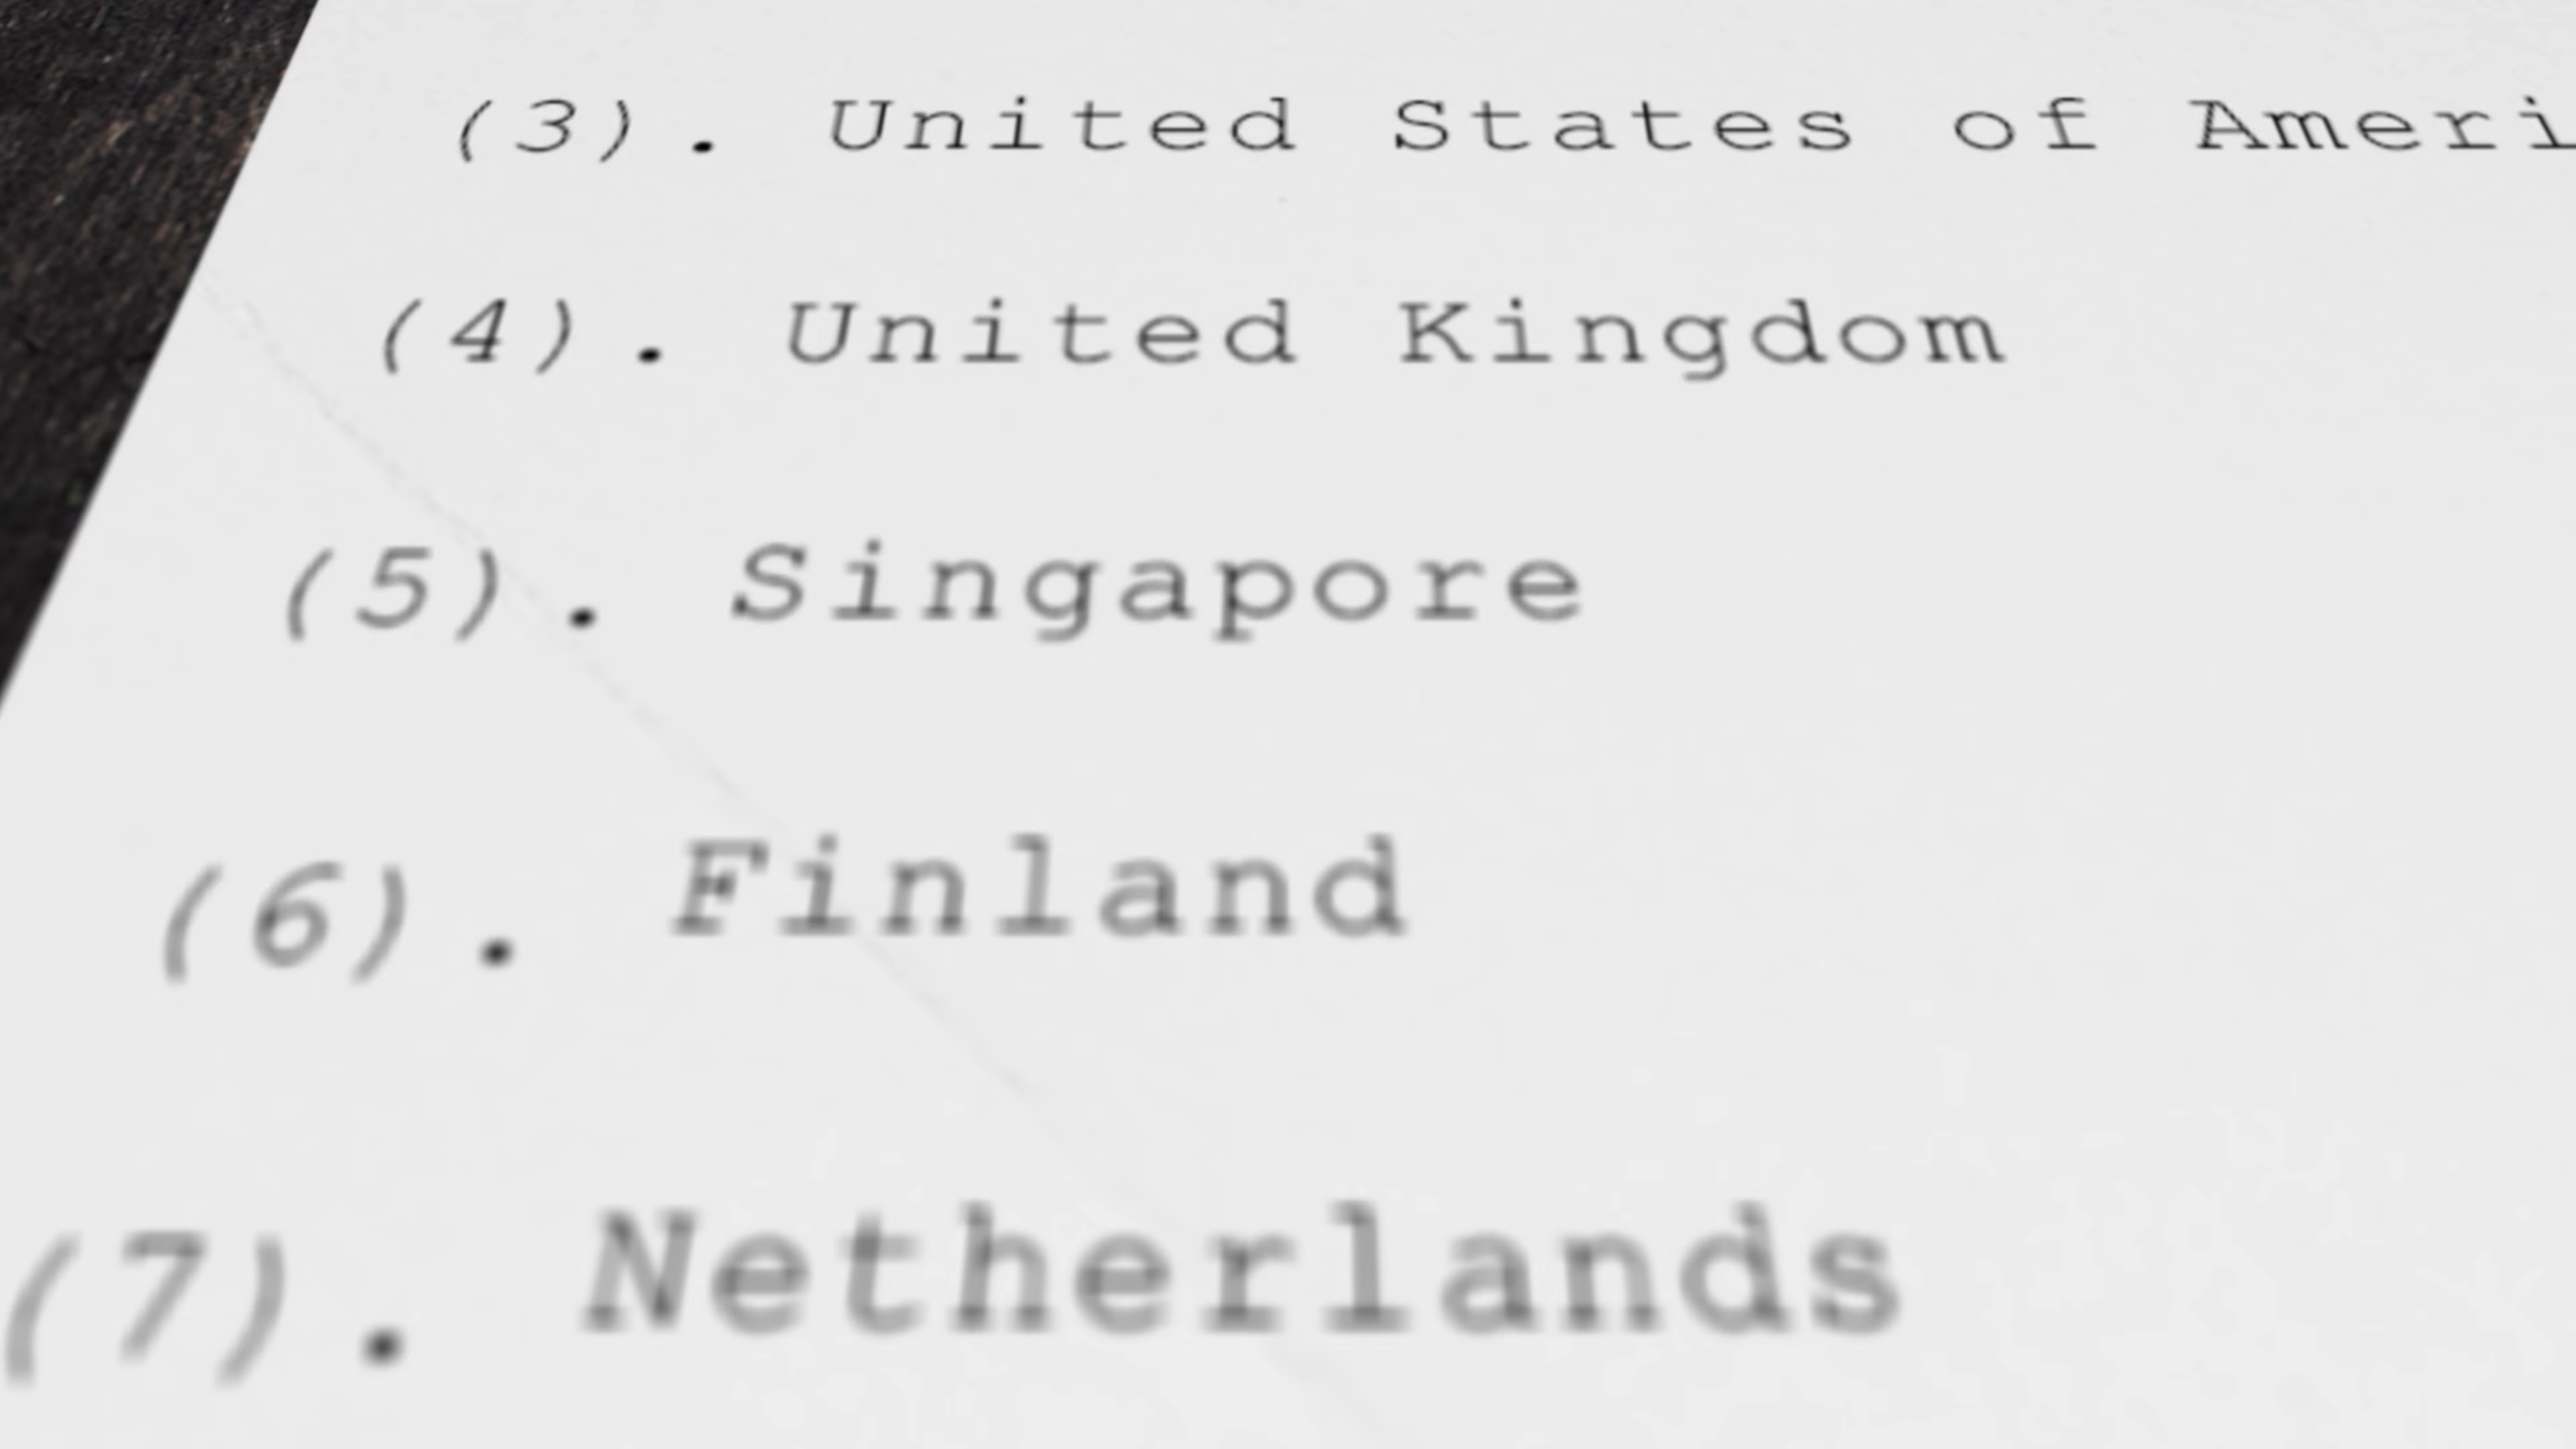 (3). United States of Ameri
(4). United Kingdom
(5). Singapore
(6). Finland
(7). Netherlands